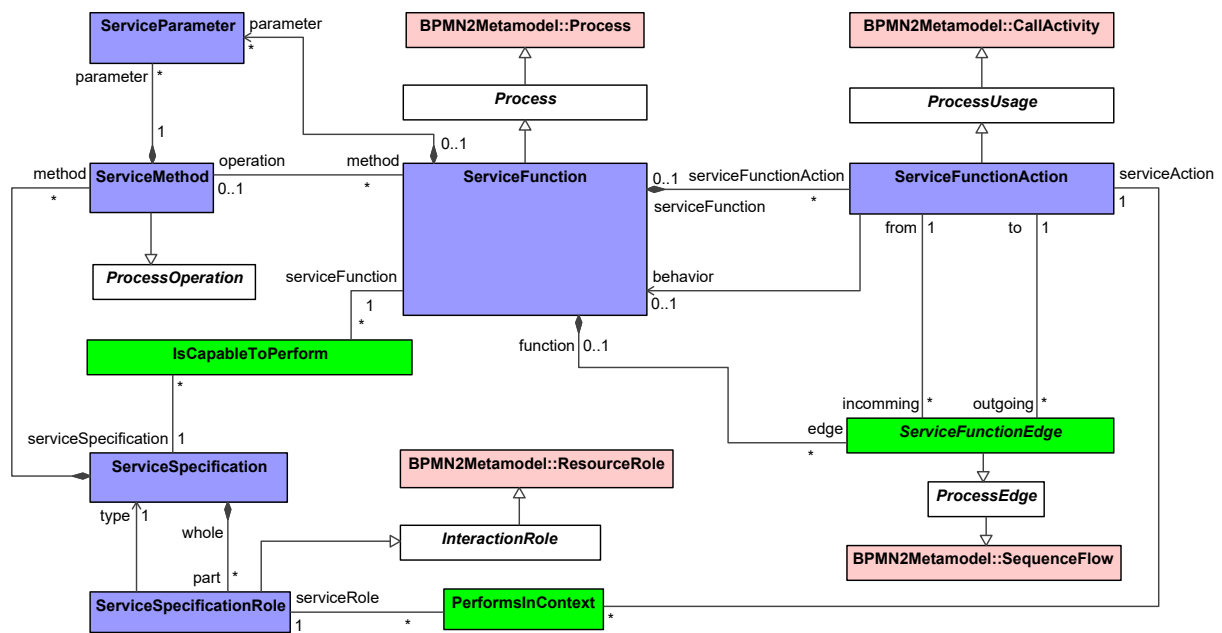 ServiceParameter
parameter
*
BPMN2Metamodel::Process
BPMN2Metamodel::CallActivity
parameter
*
Process
ProcessUsage
1
0..1
operation
method
method
ServiceMethod
0..1
*
*
ServiceFunction
0..1
serviceFunctionAction
serviceFunction
*
ServiceFunctionAction
serviceAction
1
from
1
to
1
ProcessOperation
serviceFunction
1
*
behavior
0..1
IsCapableToPerform
*
function
0..1
incomming
*
outgoing
*
edge
*
ServiceFunctionEdge
serviceSpecification
1
ServiceSpecification
BPMN2Metamodel::ResourceRole
ProcessEdge
type
1
whole
InteractionRole
BPMN2Metamodel::SequenceFlow
part
*
ServiceSpecificationRole
serviceRole
1
*
PerformsInContext
*